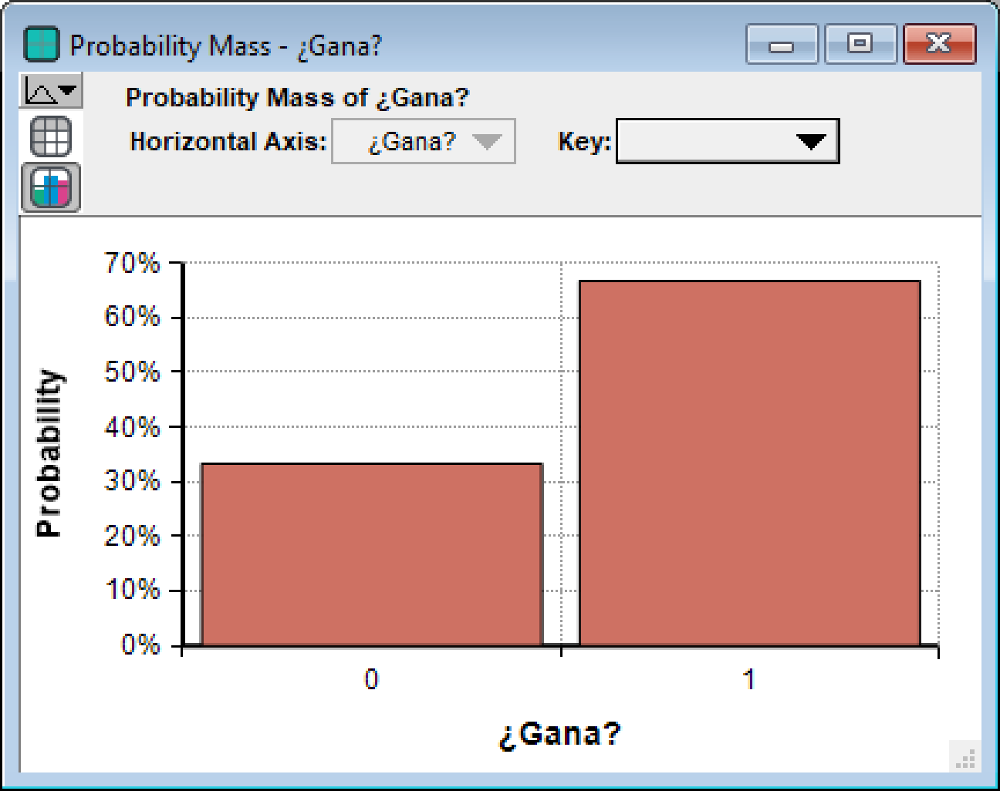 Probability Mass - ¿Gana?
Probability Mass of ¿Gana?
Horizontal Axis: ¿Gana? Key:
70%
60%
50%
40%
30%
20%
10%
0%
Probability
0 1
¿Gana?